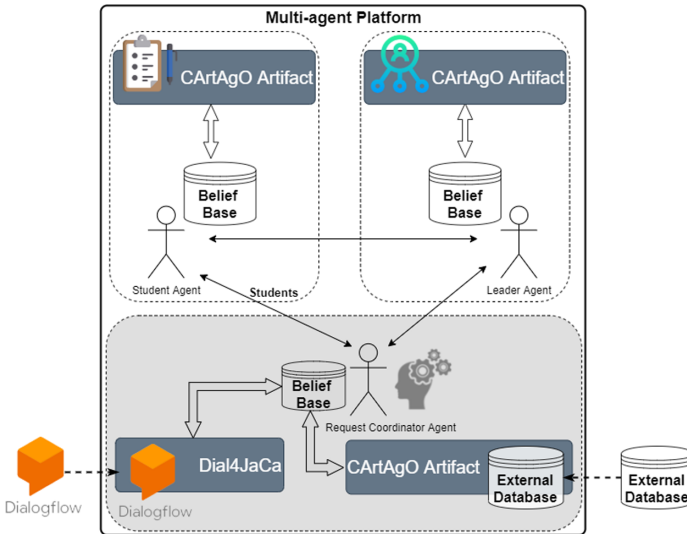 Multi-agent Platform
CArtAgO Artifact
CArtAgO Artifact
Belief
Base
Belief
Base
Student Agent
Leader Agent
Students
Belief
Base
Request Coordinator Agent
Dial4JaCa
CArtAgO Artifact
Dialogflow
Dialogflow
External
Database
External
Database